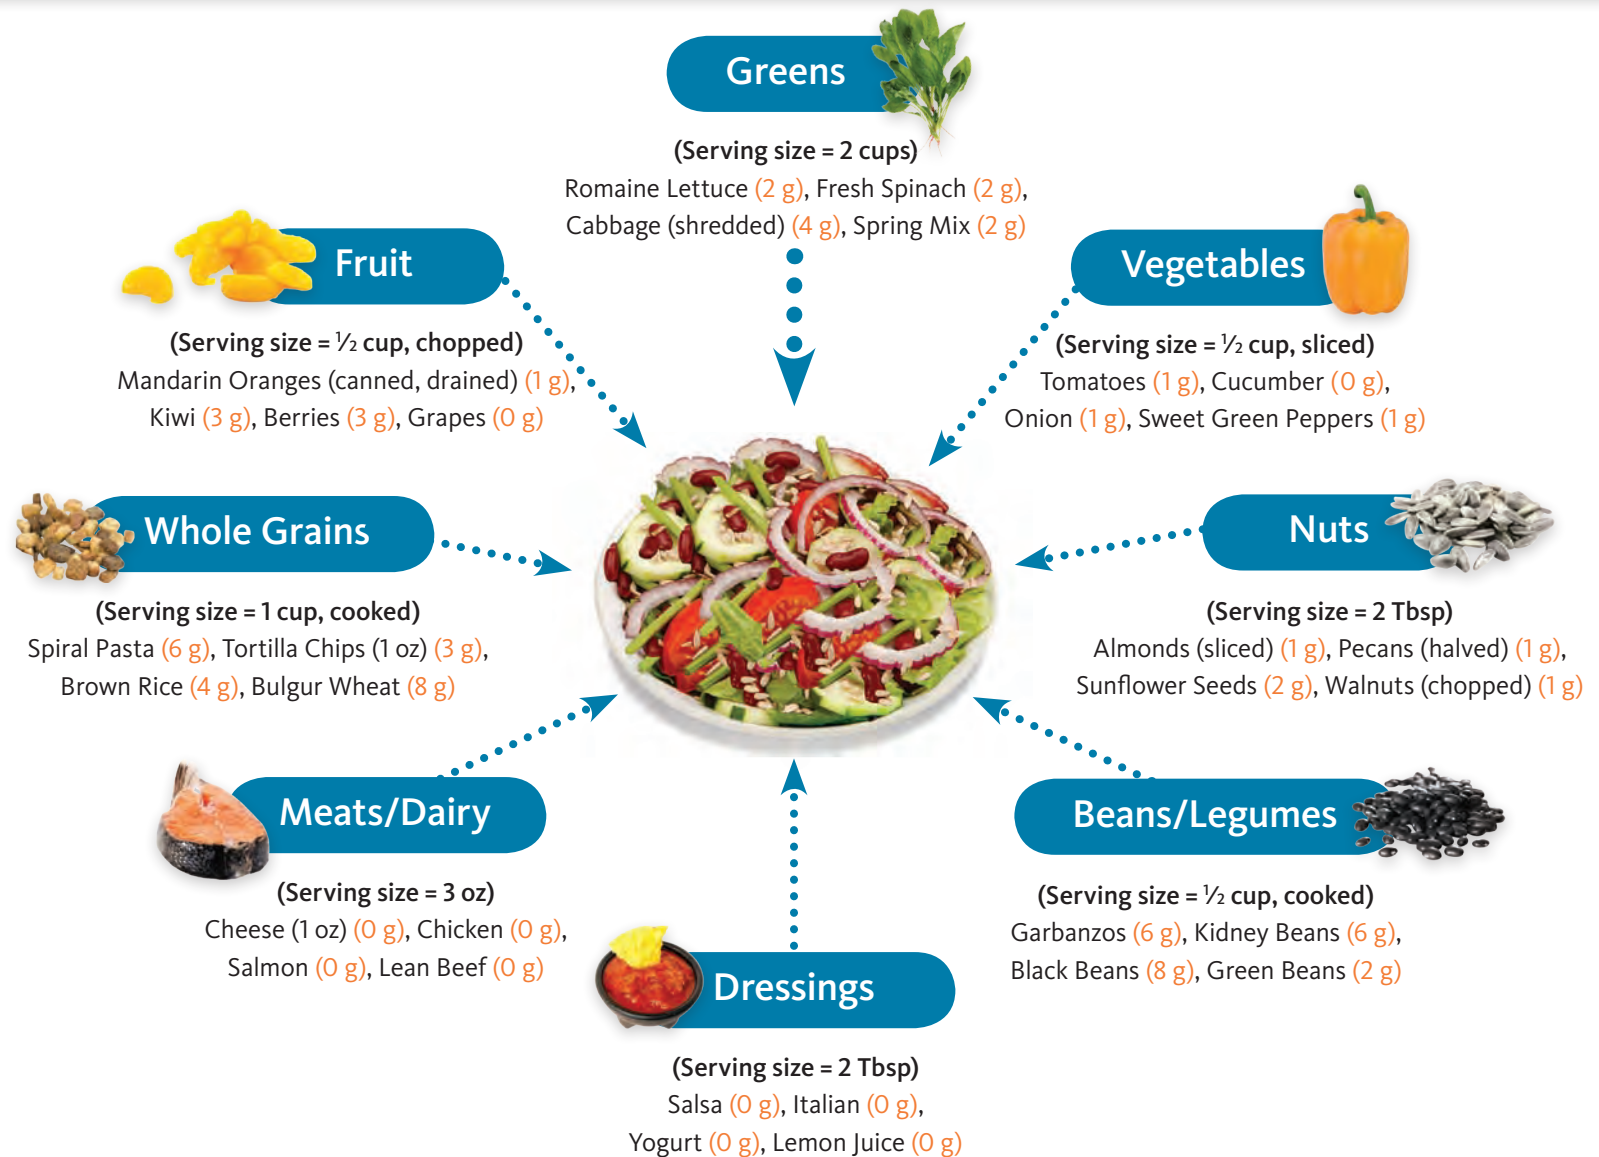 Greens
(Serving size = 2 cups)
Romaine Lettuce (2 g), Fresh Spinach (2 g),
Cabbage (shredded) (4 g), Spring Mix (2 g)
Fruit
(Serving size = ½ cup, chopped)
Mandarin Oranges (canned, drained) (1 g),
Kiwi (3 g), Berries (3 g), Grapes (0 g)
Vegetables
(Serving size = ½ cup, sliced)
Tomatoes (1 g), Cucumber (0 g),
Onion (1 g), Sweet Green Peppers (1 g)
Whole Grains
(Serving size = 1 cup, cooked)
Spiral Pasta (6 g), Tortilla Chips (1 oz) (3 g),
Brown Rice (4 g), Bulgur Wheat (8 g)
Nuts
(Serving size = 2 Tbsp)
Almonds (sliced) (1 g), Pecans (halved) (1 g),
Sunflower Seeds (2 g), Walnuts (chopped) (1 g)
Meats/Dairy
(Serving size = 3 oz)
Cheese (1 oz) (0 g), Chicken (0 g),
Salmon (0 g), Lean Beef (0 g)
Beans/Legumes
(Serving size = ½ cup, cooked)
Garbanzos (6 g), Kidney Beans (6 g),
Black Beans (8 g), Green Beans (2 g)
Dressings
(Serving size = 2 Tbsp)
Salsa (0 g), Italian (0 g),
Yogurt (0 g), Lemon Juice (0 g)